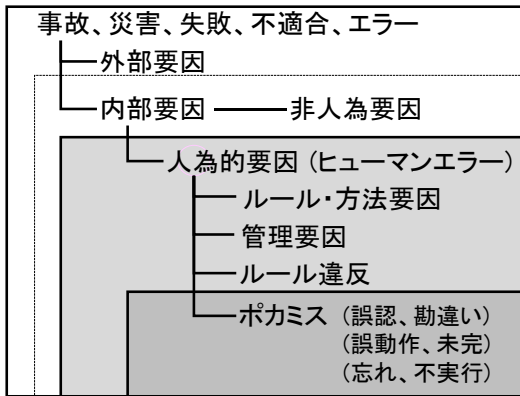 事故、災害、失敗、不適合、エラー
外部要因
内部要因 非人為要因
人為的要因(ヒューマンエラー)
ルール・方法要因
管理要因
ルール違反
ポカミス (誤認、勘違い)
(誤動作、未完)
(忘れ、不実行)